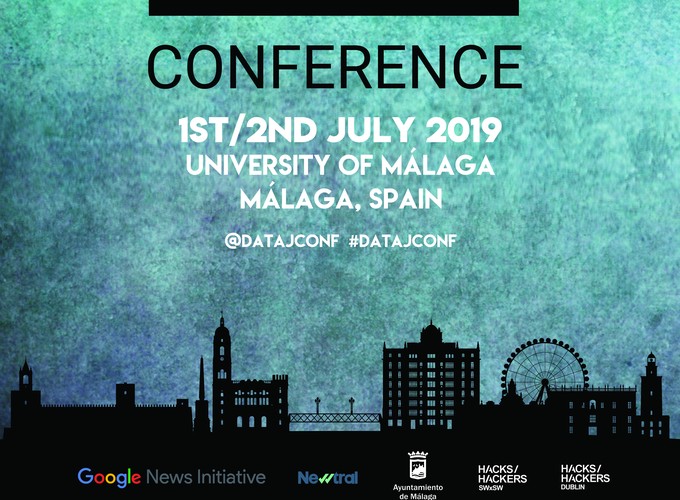 CONFERENCE
1ST/2ND JULY 2019
UNIVERSITY OF MÁLAGA
MÁLAGA, SPAIN
@DATAJCONF #DATAJCONF
Google News Initiative
Newtral
Ayuntamiento
de Málaga
HACKS/
HACKERS
SWxSW
HACKS/
HACKERS
DUBLIN